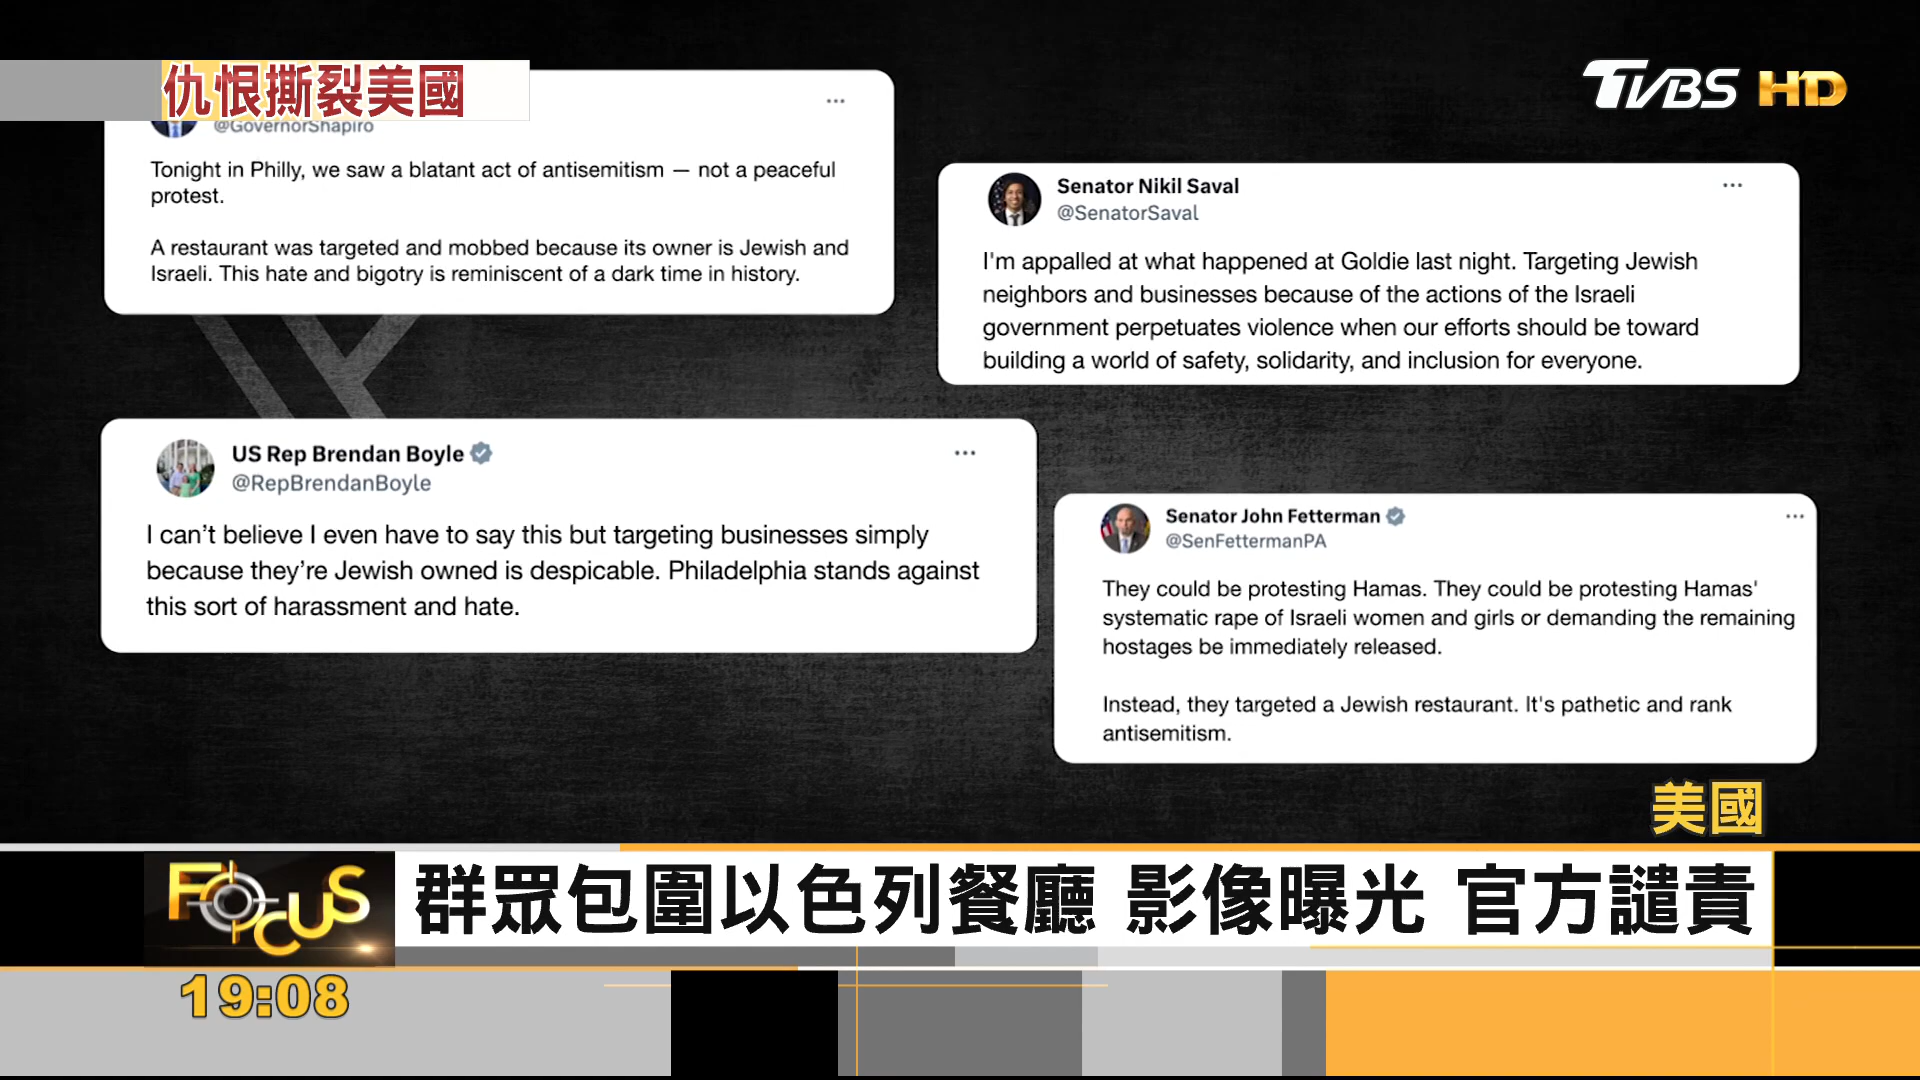 仇恨撕裂美國
TVBS HD
@GovernorShapiro
Tonight in Philly, we saw a blatant act of antisemitism — not a peaceful
protest.
A restaurant was targeted and mobbed because its owner is Jewish and
Israeli. This hate and bigotry is reminiscent of a dark time in history.
Senator Nikil Saval
@SenatorSaval
I'm appalled at what happened at Goldie last night. Targeting Jewish
neighbors and businesses because of the actions of the Israeli
government perpetuates violence when our efforts should be toward
building a world of safety, solidarity, and inclusion for everyone.
US Rep Brendan Boyle
@RepBrendanBoyle
I can’t believe I even have to say this but targeting businesses simply
because they’re Jewish owned is despicable. Philadelphia stands against
this sort of harassment and hate.
Senator John Fetterman
@SenFettermanPA
They could be protesting Hamas. They could be protesting Hamas'
systematic rape of Israeli women and girls or demanding the remaining
hostages be immediately released.
Instead, they targeted a Jewish restaurant. It's pathetic and rank
antisemitism.
美國
FOCUS
群眾包圍以色列餐廳 影像曝光 官方譴責
19:08